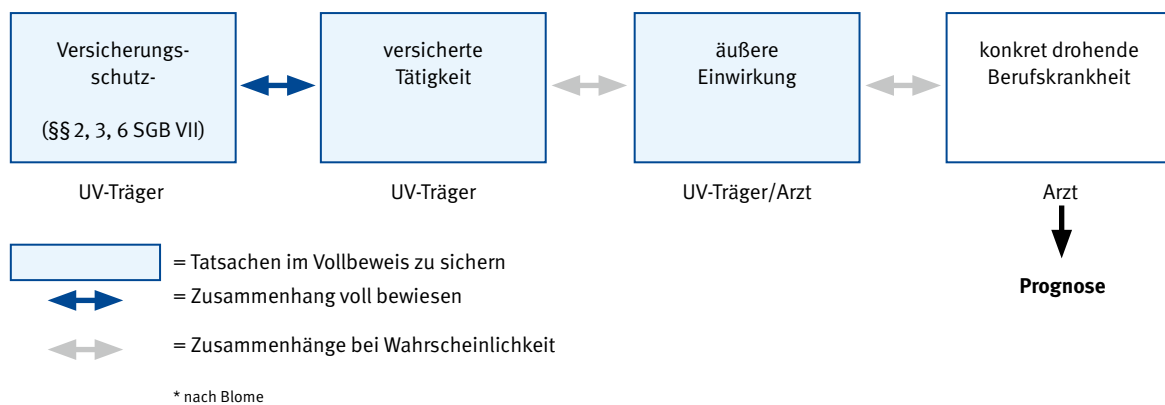 Versicherungs-
schutz-
(§§ 2, 3, 6 SGB VII)
versicherte
Tätigkeit
äußere
Einwirkung
konkret drohende
Berufskrankheit
UV-Träger
UV-Träger
UV-Träger/Arzt
Arzt
Prognose
= Tatsachen im Vollbeweis zu sichern
= Zusammenhang voll bewiesen
= Zusammenhänge bei Wahrscheinlichkeit
* nach Blome